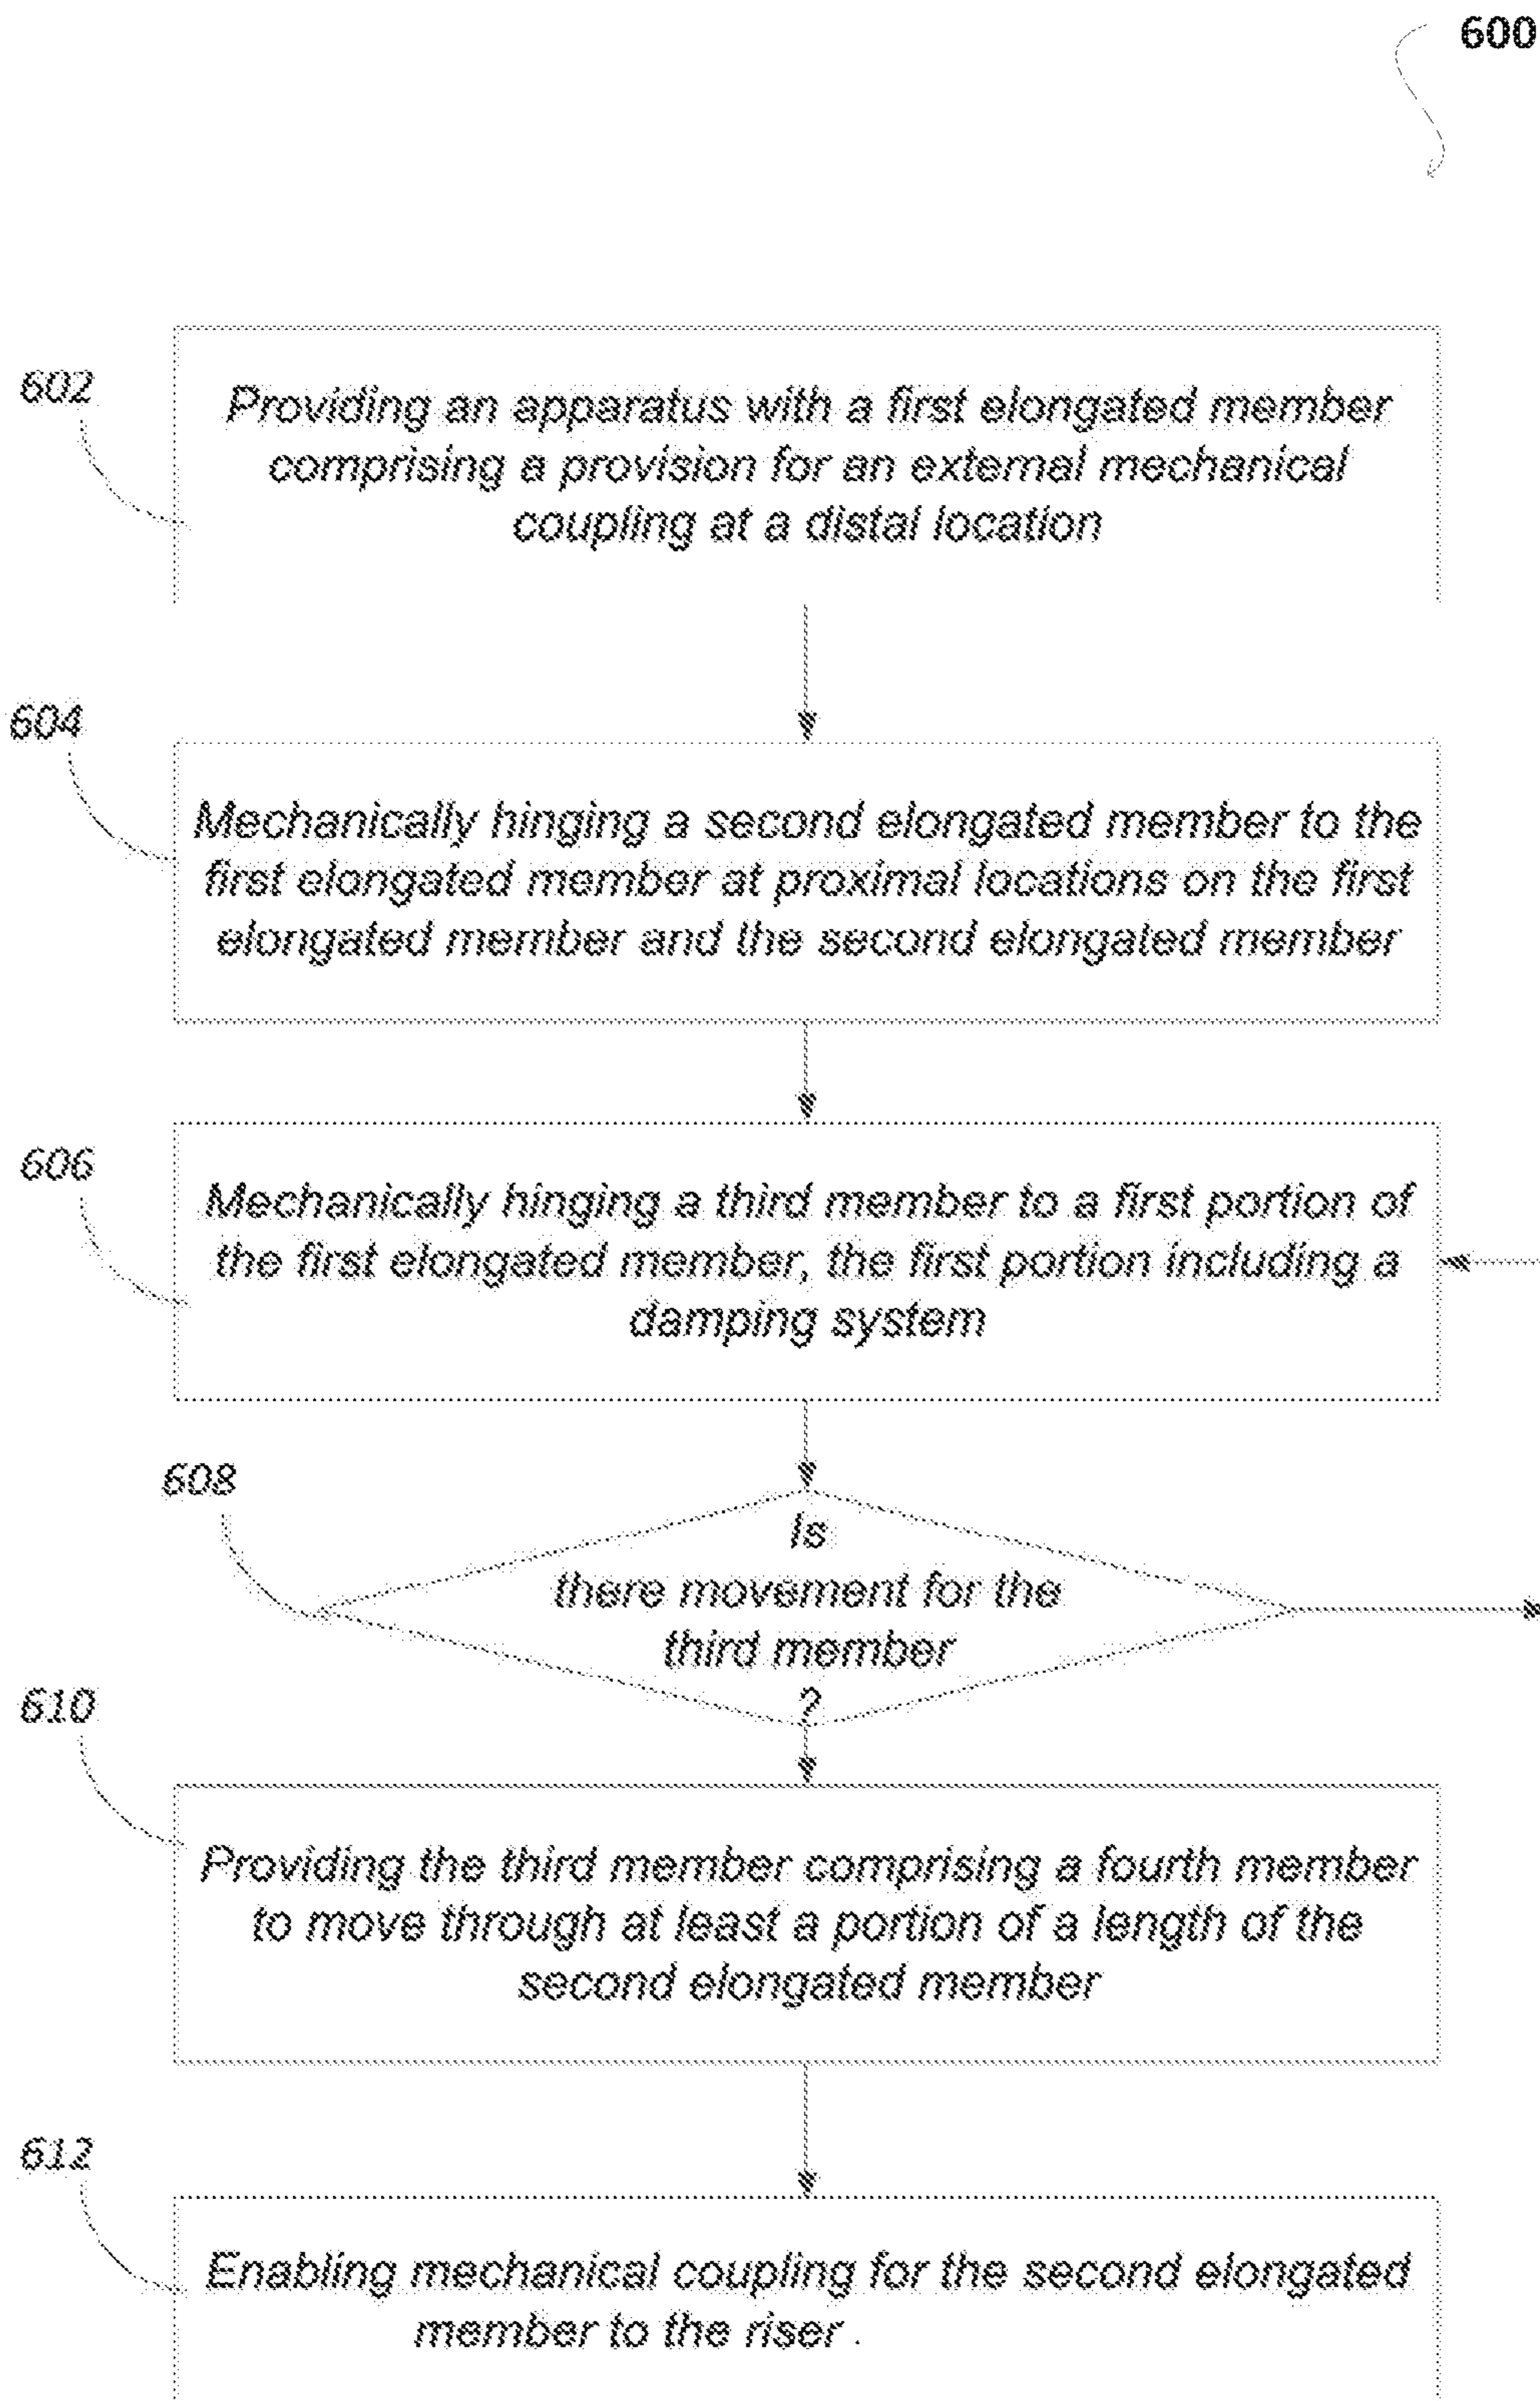 600
602
Providing an apparatus with a first elongated member
comprising a provision for an external mechanical
coupling at a distal location
604
Mechanically hinging a second elongated member to the
first elongated member at proximal locations on the first
elongated member and the second elongated member
606
Mechanically hinging a third member to a first portion of
the first elongated member, the first portion including a
damping system
608
Is
there movement for the
third member
?
610
Providing the third member comprising a fourth member
to move through at least a portion of a length of the
second elongated member
612
Enabling mechanical coupling for the second elongated
member to the riser .